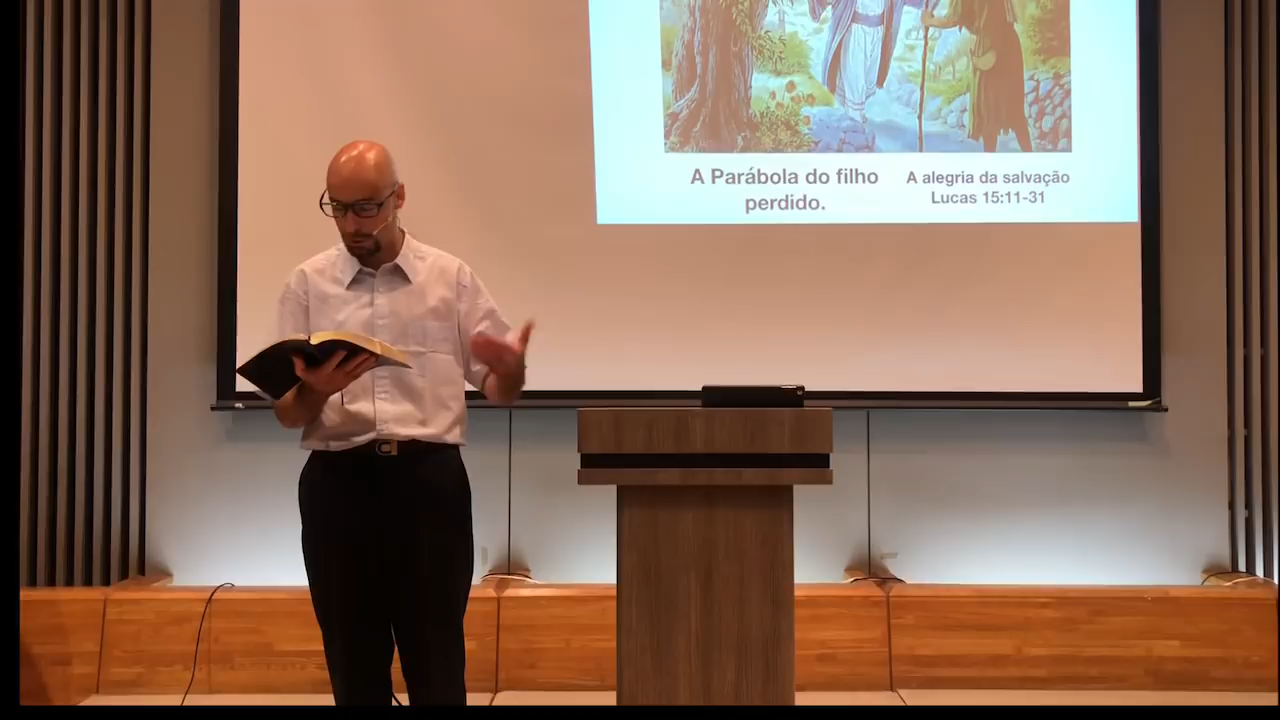 A Parábola do filho
perdido.
A alegria da salvação
Lucas 15:11-31